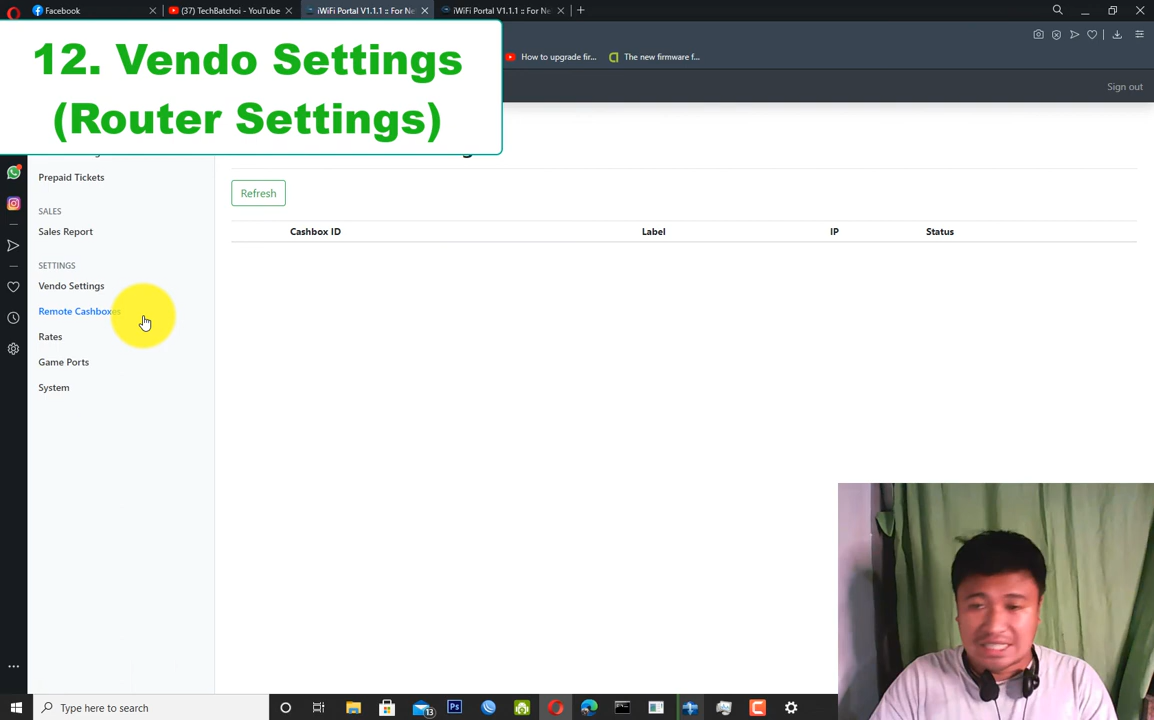 Facebook
(37) TechBatchoi - YouTube
iWiFi Portal V1.1.1 :: For Ne
iWiFi Portal V1.1.1 :: For Ne
12. Vendo Settings
(Router Settings)
How to upgrade fir...
The new firmware f...
Sign out
Prepaid Tickets
SALES
Sales Report
SETTINGS
Vendo Settings
Remote Cashboxes
Rates
Game Ports
System
Refresh
Cashbox ID Label IP Status
Type here to search
13
Ps